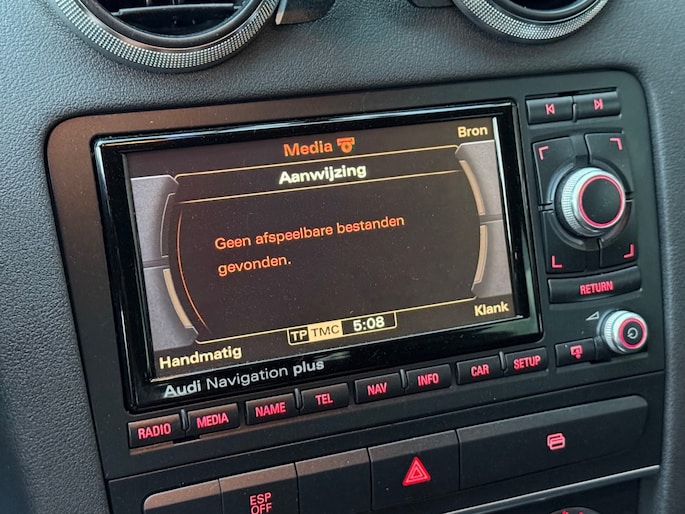 Media
Bron
Aanwijzing
Geen afspeelbare bestanden
gevonden.
TP TMC 5:08
Handmatig
Klank
Audi Navigation plus
RETURN
RADIO MEDIA NAME TEL NAV INFO CAR SETUP
ESP
OFF